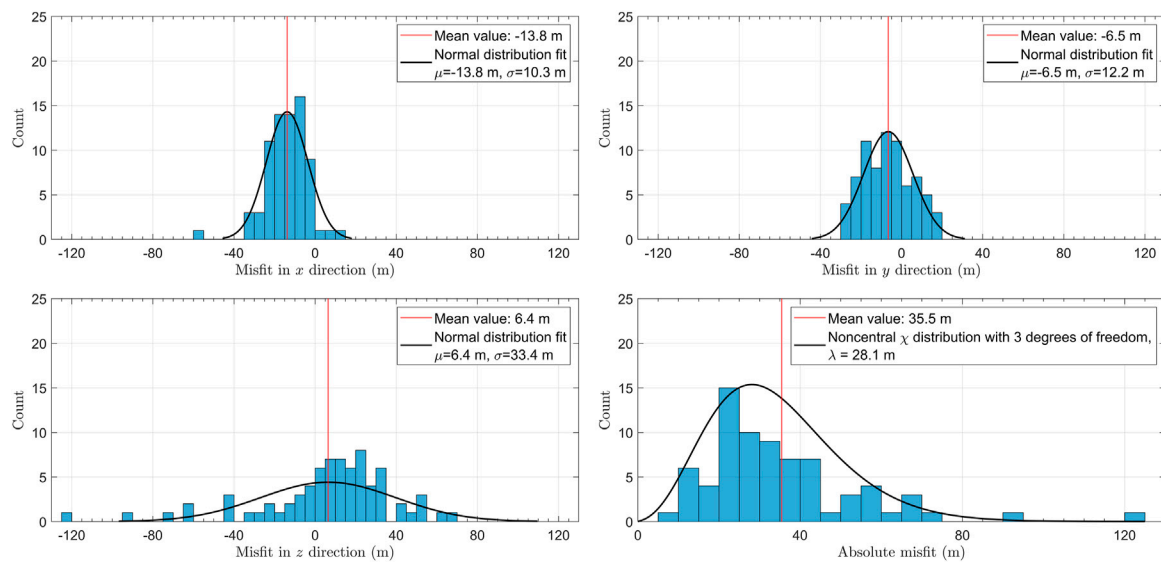 25
20
15
10
5
0
Count
-120 -80 -40 0 40 80 120
Misfit in x direction (m)
Mean value: -13.8 m
Normal distribution fit
μ=-13.8 m, σ=10.3 m
25
20
15
10
5
0
Count
-120 -80 -40 0 40 80 120
Misfit in y direction (m)
Mean value: -6.5 m
Normal distribution fit
μ=-6.5 m, σ=12.2 m
25
20
15
10
5
0
Count
-120 -80 -40 0 40 80 120
Misfit in z direction (m)
Mean value: 6.4 m
Normal distribution fit
μ=6.4 m, σ=33.4 m
25
20
15
10
5
0
Count
0 40 80 120
Absolute misfit (m)
Mean value: 35.5 m
Noncentral χ distribution with 3 degrees of freedom,
λ = 28.1 m